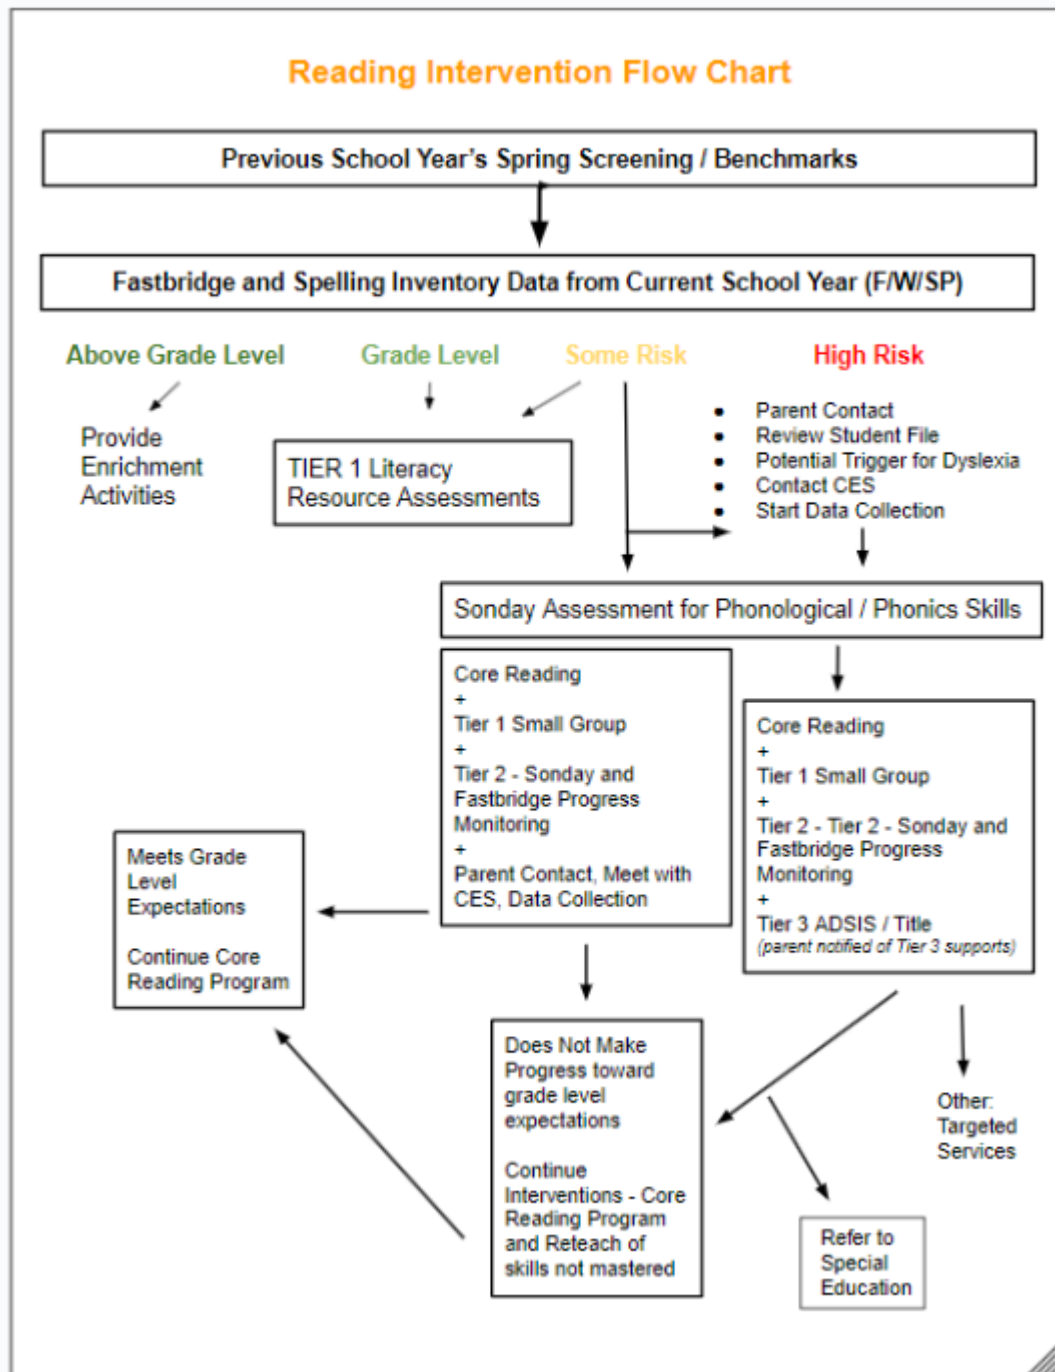 Reading Intervention Flow Chart
Previous School Year's Spring Screening / Benchmarks
Fastbridge and Spelling Inventory Data from Current School Year (F/W/SP)
Above Grade Level
Grade Level
Some Risk
High Risk
Provide
Enrichment
Activities
TIER 1 Literacy
Resource Assessments
• Parent Contact
• Review Student File
• Potential Trigger for Dyslexia
• Contact CES
• Start Data Collection
Sonday Assessment for Phonological / Phonics Skills
Core Reading
+
Tier 1 Small Group
+
Tier 2 - Sonday and
Fastbridge Progress
Monitoring
+
Parent Contact, Meet with
CES, Data Collection
Core Reading
+
Tier 1 Small Group
+
Tier 2 - Tier 2 - Sonday and
Fastbridge Progress
Monitoring
+
Tier 3 ADSIS / Title
(parent notified of Tier 3 supports)
Meets Grade
Level
Expectations
Continue Core
Reading Program
Does Not Make
Progress toward
grade level
expectations
Continue
Interventions - Core
Reading Program
and Reteach of
skills not mastered
Other:
Targeted
Services
Refer to
Special
Education